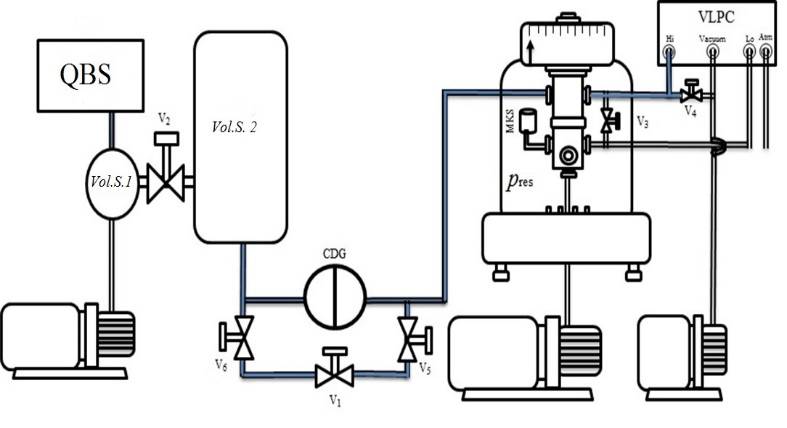 VLPC
Hi
Vacuum
Lo
Atm
QBS
V2
Vol.S. 2
MKS
V3
V4
Vol.S.1
pres
CDG
V6
V5
V1